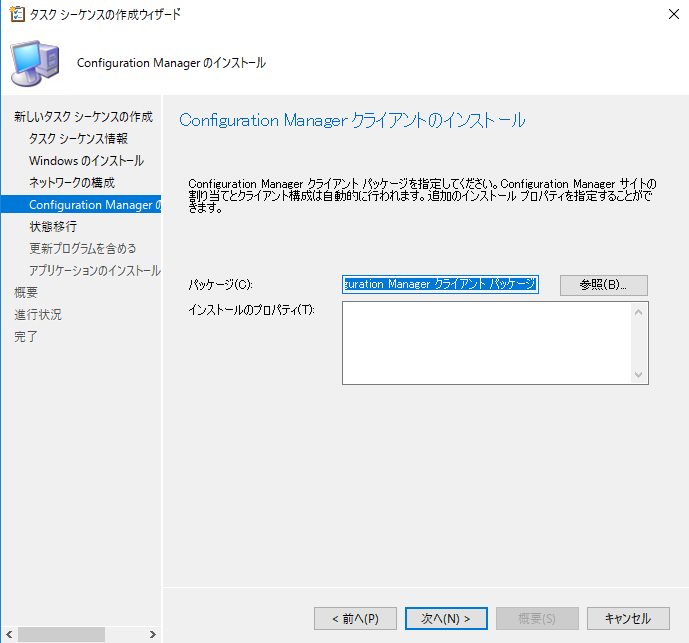 タスク シーケンスの作成ウィザード
Configuration Manager のインストール
新しいタスク シーケンスの作成
タスク シーケンス情報
Windows のインストール
ネットワークの構成
Configuration Manager の
状態移行
更新プログラムを含める
アプリケーションのインストール
概要
進行状況
完了
Configuration Manager クライアントのインストール
Configuration Manager クライアント パッケージを指定してください。Configuration Manager サイトの
割り当てとクライアント構成は自動的に行われます。追加のインストール プロパティを指定することがで
きます。
パッケージ(C):
guration Manager クライアント パッケージ
参照(B)...
インストールのプロパティ(T):
< 前へ(P)
次へ(N) >
概要(S)
キャンセル